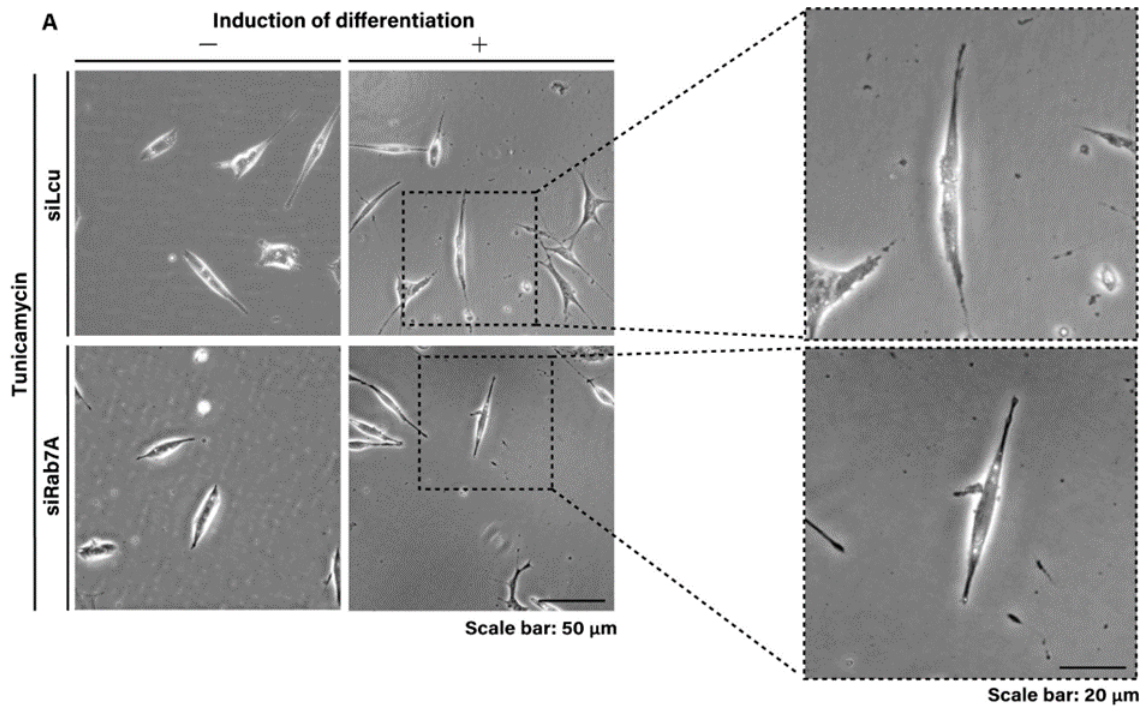 A
Induction of differentiation
— +
Tunicamycin
siLcu
siRab7A
Scale bar: 50 µm
Scale bar: 20 µm